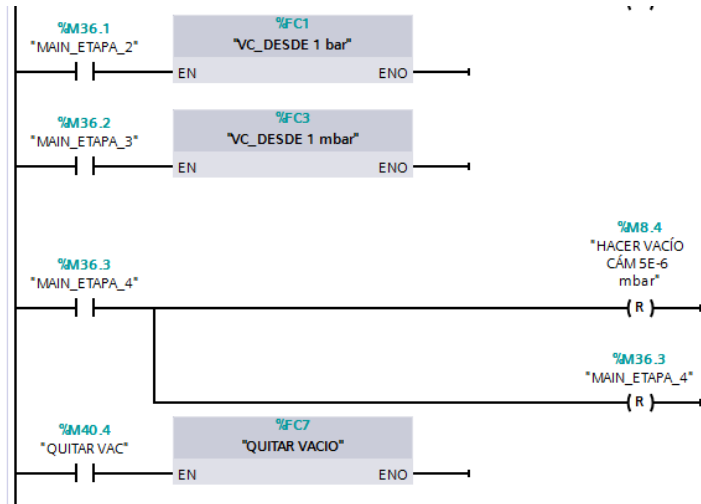 %M36.1
"MAIN_ETAPA_2"
%FC1
"VC_DESDE 1 bar"
EN
ENO
%M36.2
"MAIN_ETAPA_3"
%FC3
"VC_DESDE 1 mbar"
EN
ENO
%M8.4
"HACER VACÍO
CÁM 5E-6
mbar"
%M36.3
"MAIN_ETAPA_4"
R
%M36.3
"MAIN_ETAPA_4"
R
%M40.4
"QUITAR VAC"
%FC7
"QUITAR VACIO"
EN
ENO